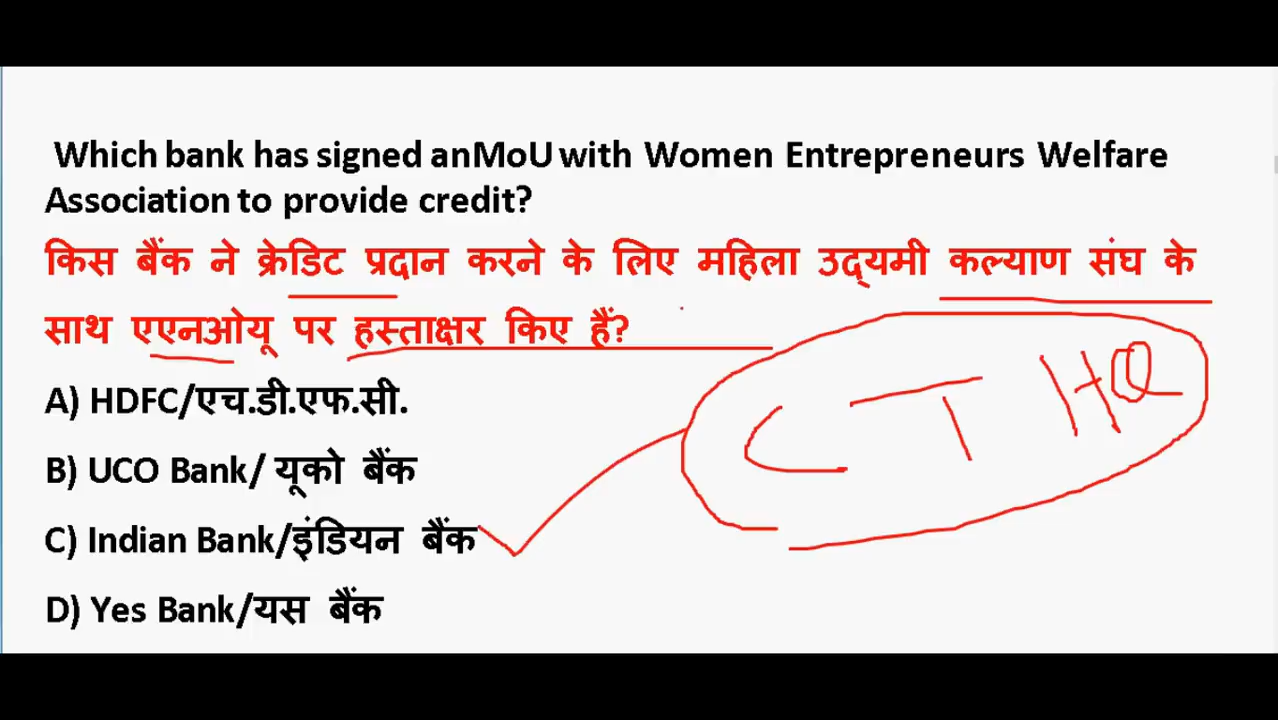 Which bank has signed anMoU with Women Entrepreneurs Welfare
Association to provide credit?
किस बैंक ने क्रेडिट प्रदान करने के लिए महिला उद्यमी कल्याण संघ के
साथ एएनओयू पर हस्ताक्षर किए हैं?
A) HDFC/एच.डी.एफ.सी.
B) UCO Bank/ यूको बैंक
C) Indian Bank/इंडियन बैंक
D) Yes Bank/यस बैंक